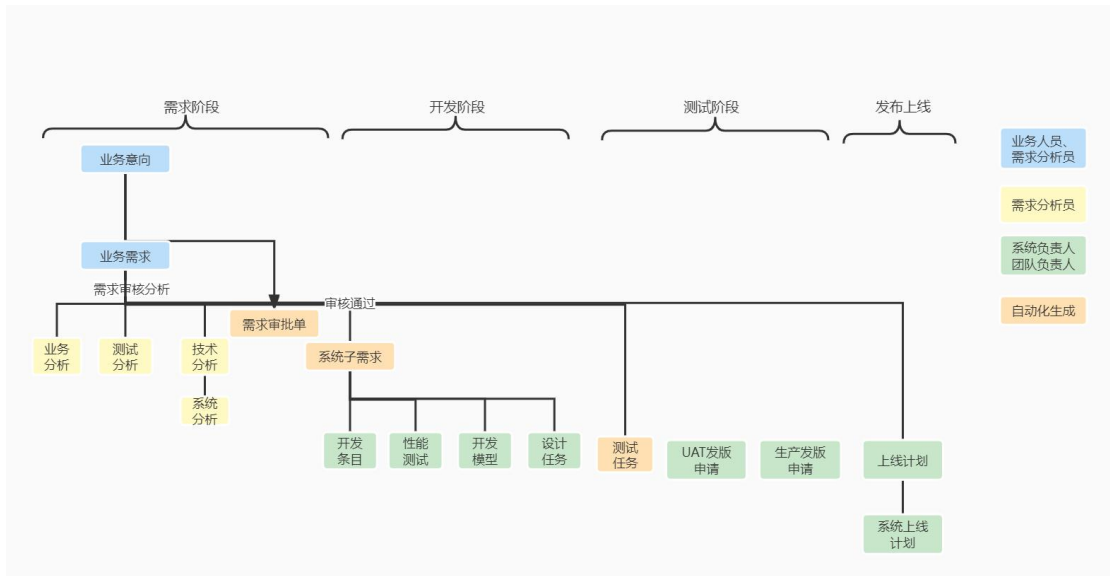 需求阶段
开发阶段
测试阶段
发布上线
业务意向
业务人员、
需求分析员
需求分析员
业务需求
系统负责人
团队负责人
需求审核分析
审核通过
自动化生成
需求审批单
业务
分析
测试
分析
技术
分析
系统子需求
系统
分析
开发
条目
性能
测试
开发
模型
设计
任务
测试
任务
UAT发版
申请
生产发版
申请
上线计划
系统上线
计划